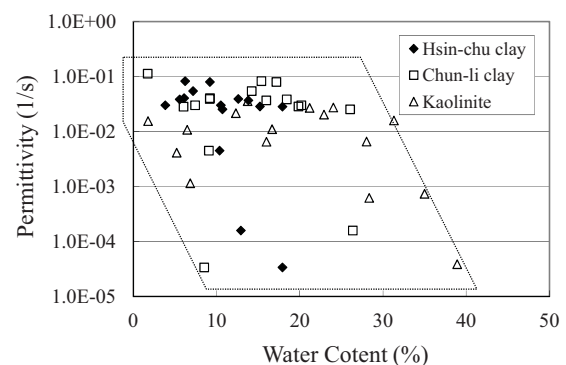 1.0E+00
1.0E-01
1.0E-02
1.0E-03
1.0E-04
1.0E-05
Permittivity (1/s)
Hsin-chu clay
Chun-li clay
Kaolinite
0 10 20 30 40 50
Water Cotent (%)